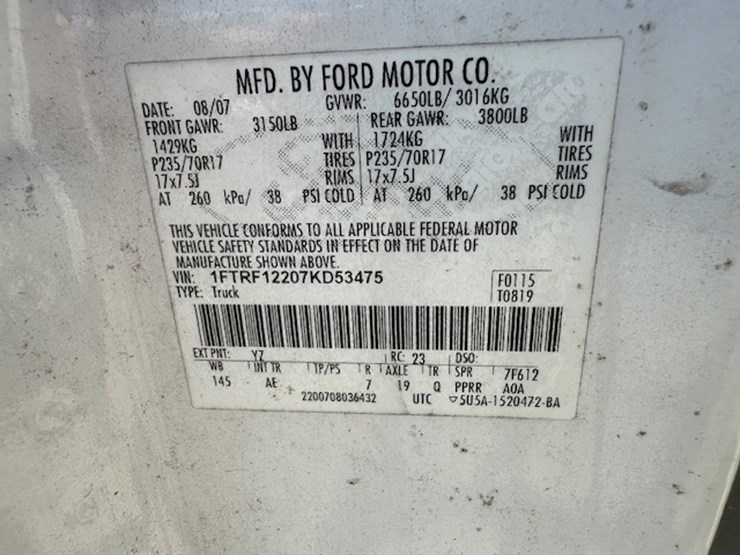 MFD. BY FORD MOTOR CO.
DATE: 08/07 GVWR: 6650LB/ 3016KG
FRONT GAWR: 3150LB REAR GAWR: 3800LB
1429KG WITH 1724KG WITH
P235/70R17 TIRES P235/70R17 TIRES
17x7.5J RIMS 17x7.5J RIMS
AT 260 kPa/ 38 PSI COLD AT 260 kPa/ 38 PSI COLD
THIS VEHICLE CONFORMS TO ALL APPLICABLE FEDERAL MOTOR
VEHICLE SAFETY STANDARDS IN EFFECT ON THE DATE OF
MANUFACTURE SHOWN ABOVE.
VIN: 1FTRF12207KD53475 F0115
TYPE: Truck T0819
EXT PNT: YZ RC: 23 DSO:
WB INT TR TP/PS R AXLE TR SPR 7F612
145 AE 7 19 Q PPRR AOA
2200708036432 UTC ▽5U5A-1520472-BA